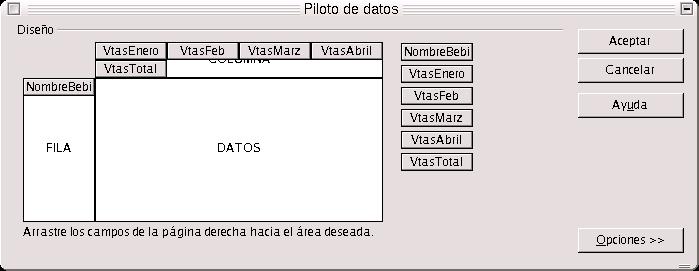 Piloto de datos
Diseño
VtasEnero VtasFeb VtasMarz VtasAbril
VtasTotal COLUMNA
NombreBebi
FILA
DATOS
NombreBebi
VtasEnero
VtasFeb
VtasMarz
VtasAbril
VtasTotal
Arrastre los campos de la página derecha hacia el área deseada.
Aceptar
Cancelar
Ayuda
Opciones >>